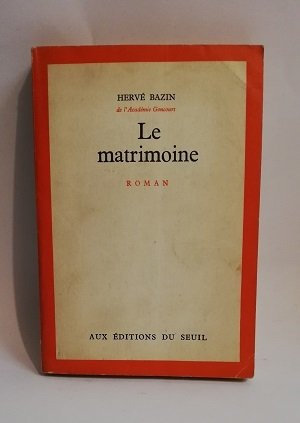 HERVÉ BAZIN
de l'Académie Goncourt
Le
matrimoine
ROMAN
AUX ÉDITIONS DU SEUIL